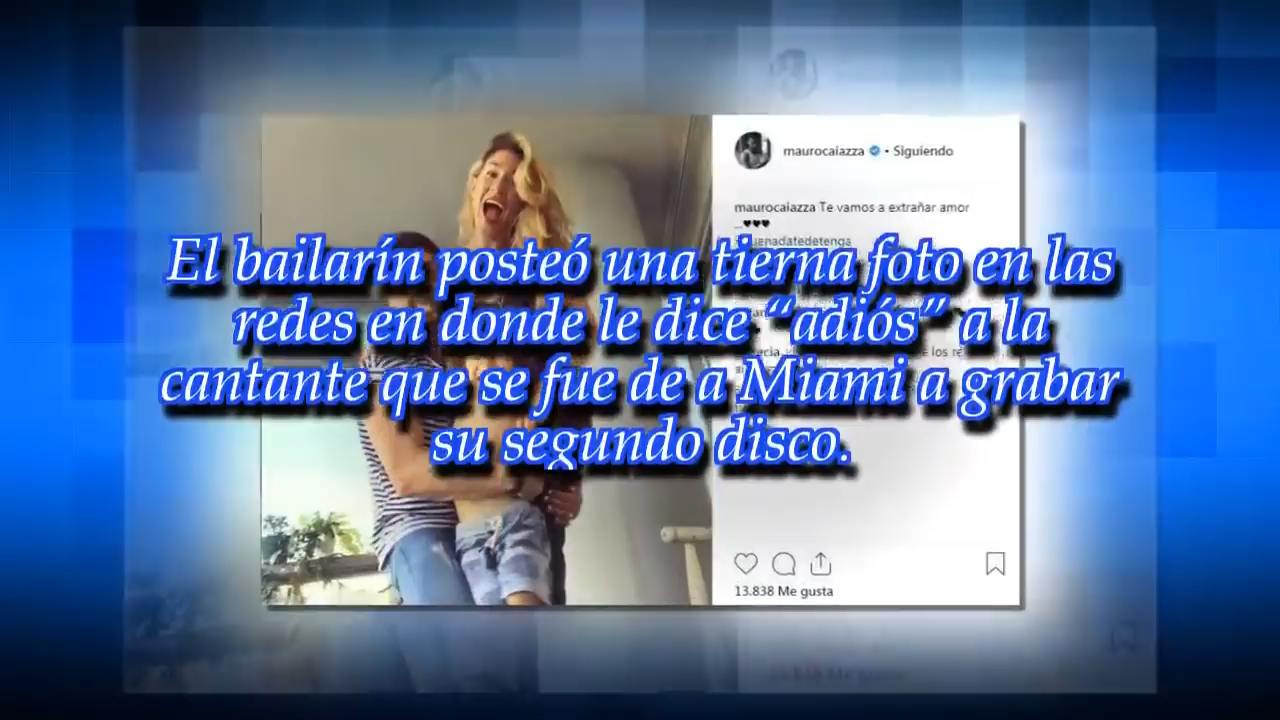 maurocaiazza • Siguiendo
maurocaiazza Te vamos a extrañar amor
..♥♥♥
El bailarín posteó una tierna foto en las
redes en donde le dice “adiós” a la
cantante que se fue de a Miami a grabar
su segundo disco.
13.838 Me gusta